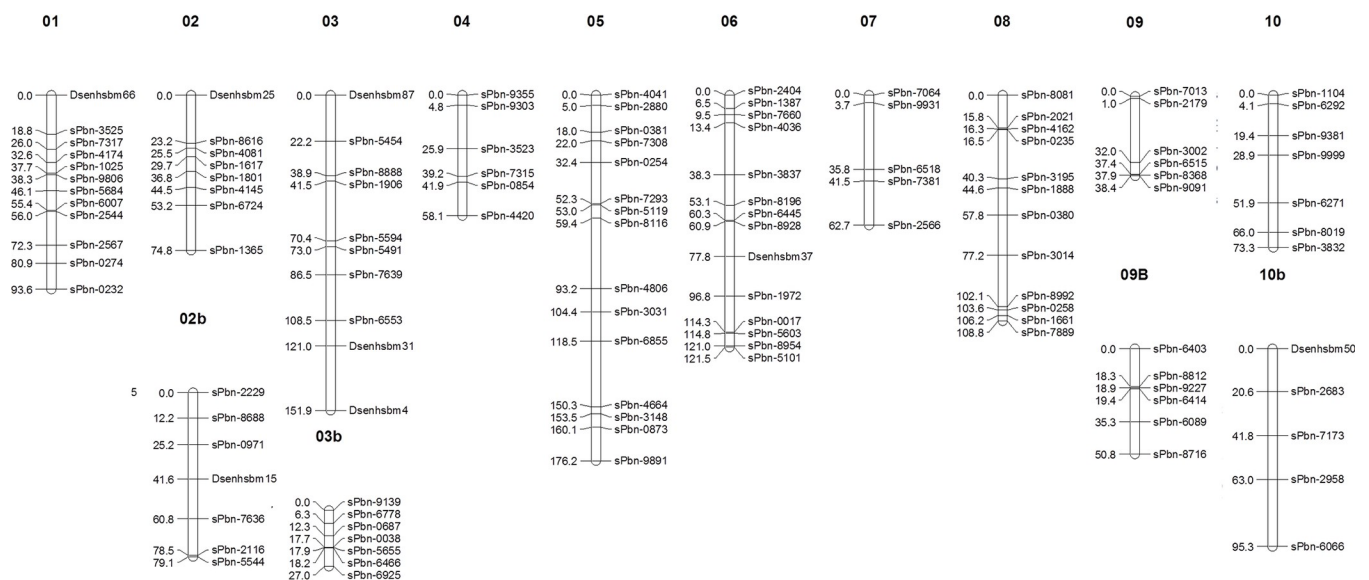 01 02 03 04 05 06 07 08 09 10
0.0 Dsenhsbm66
18.8 sPbn-3525
26.0 sPbn-7317
32.6 sPbn-4174
37.7 sPbn-1025
38.3 sPbn-9806
46.1 sPbn-5684
55.4 sPbn-6007
56.0 sPbn-2544
72.3 sPbn-2567
80.9 sPbn-0274
93.6 sPbn-0232
0.0 Dsenhsbm25
23.2 sPbn-8616
25.5 sPbn-4081
29.7 sPbn-1617
36.8 sPbn-1801
44.5 sPbn-4145
53.2 sPbn-6724
74.8 sPbn-1365
02b
5
0.0 sPbn-2229
12.2 sPbn-8688
25.2 sPbn-0971
41.6 Dsenhsbm15
60.8 sPbn-7636
78.5 sPbn-2116
79.1 sPbn-5544
0.0 Dsenhsbm87
22.2 sPbn-5454
38.9 sPbn-8888
41.5 sPbn-1906
70.4 sPbn-5594
73.0 sPbn-5491
86.5 sPbn-7639
108.5 sPbn-6553
121.0 Dsenhsbm31
151.9 Dsenhsbm4
03b
0.0 sPbn-9139
6.3 sPbn-6778
12.3 sPbn-0687
17.7 sPbn-0038
17.9 sPbn-5655
18.2 sPbn-6466
27.0 sPbn-6925
0.0 sPbn-9355
4.8 sPbn-9303
25.9 sPbn-3523
39.2 sPbn-7315
41.9 sPbn-0854
58.1 sPbn-4420
0.0 sPbn-4041
5.0 sPbn-2880
18.0 sPbn-0381
22.0 sPbn-7308
32.4 sPbn-0254
52.3 sPbn-7293
53.0 sPbn-5119
59.4 sPbn-8116
93.2 sPbn-4806
104.4 sPbn-3031
118.5 sPbn-6855
150.3 sPbn-4664
153.5 sPbn-3148
160.1 sPbn-0873
176.2 sPbn-9891
0.0 sPbn-2404
6.5 sPbn-1387
9.5 sPbn-7660
13.4 sPbn-4036
38.3 sPbn-3837
53.1 sPbn-8196
60.3 sPbn-6445
60.9 sPbn-8928
77.8 Dsenhsbm37
96.8 sPbn-1972
114.3 sPbn-0017
114.8 sPbn-5603
121.0 sPbn-8954
121.5 sPbn-5101
0.0 sPbn-7064
3.7 sPbn-9931
35.8 sPbn-6518
41.5 sPbn-7381
62.7 sPbn-2566
0.0 sPbn-8081
15.8 sPbn-2021
16.3 sPbn-4162
16.5 sPbn-0235
40.3 sPbn-3195
44.6 sPbn-1888
57.8 sPbn-0380
77.2 sPbn-3014
102.1 sPbn-8992
103.6 sPbn-0258
106.2 sPbn-1661
108.8 sPbn-7889
0.0 sPbn-7013
1.0 sPbn-2179
32.0 sPbn-3002
37.4 sPbn-6515
37.9 sPbn-8368
38.4 sPbn-9091
09B
0.0 sPbn-6403
18.3 sPbn-8812
18.9 sPbn-9227
19.4 sPbn-6414
35.3 sPbn-6089
50.8 sPbn-8716
0.0 sPbn-1104
4.1 sPbn-6292
19.4 sPbn-9381
28.9 sPbn-9999
51.9 sPbn-6271
66.0 sPbn-8019
73.3 sPbn-3832
10b
0.0 Dsenhsbm50
20.6 sPbn-2683
41.8 sPbn-7173
63.0 sPbn-2958
95.3 sPbn-6066